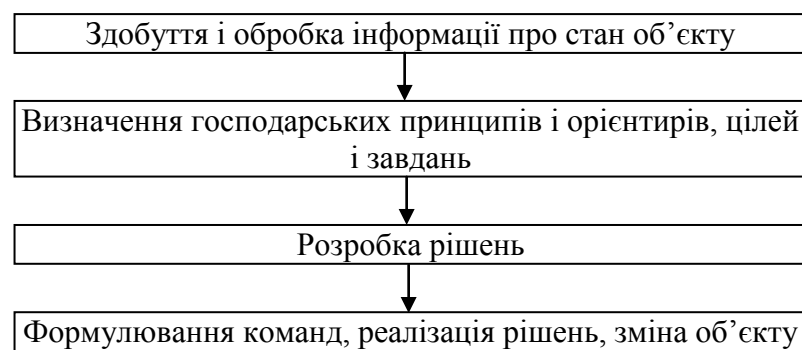 Здобуття і обробка інформації про стан об’єкту
Визначення господарських принципів і орієнтирів, цілей
і завдань
Розробка рішень
Формулювання команд, реалізація рішень, зміна об’єкту